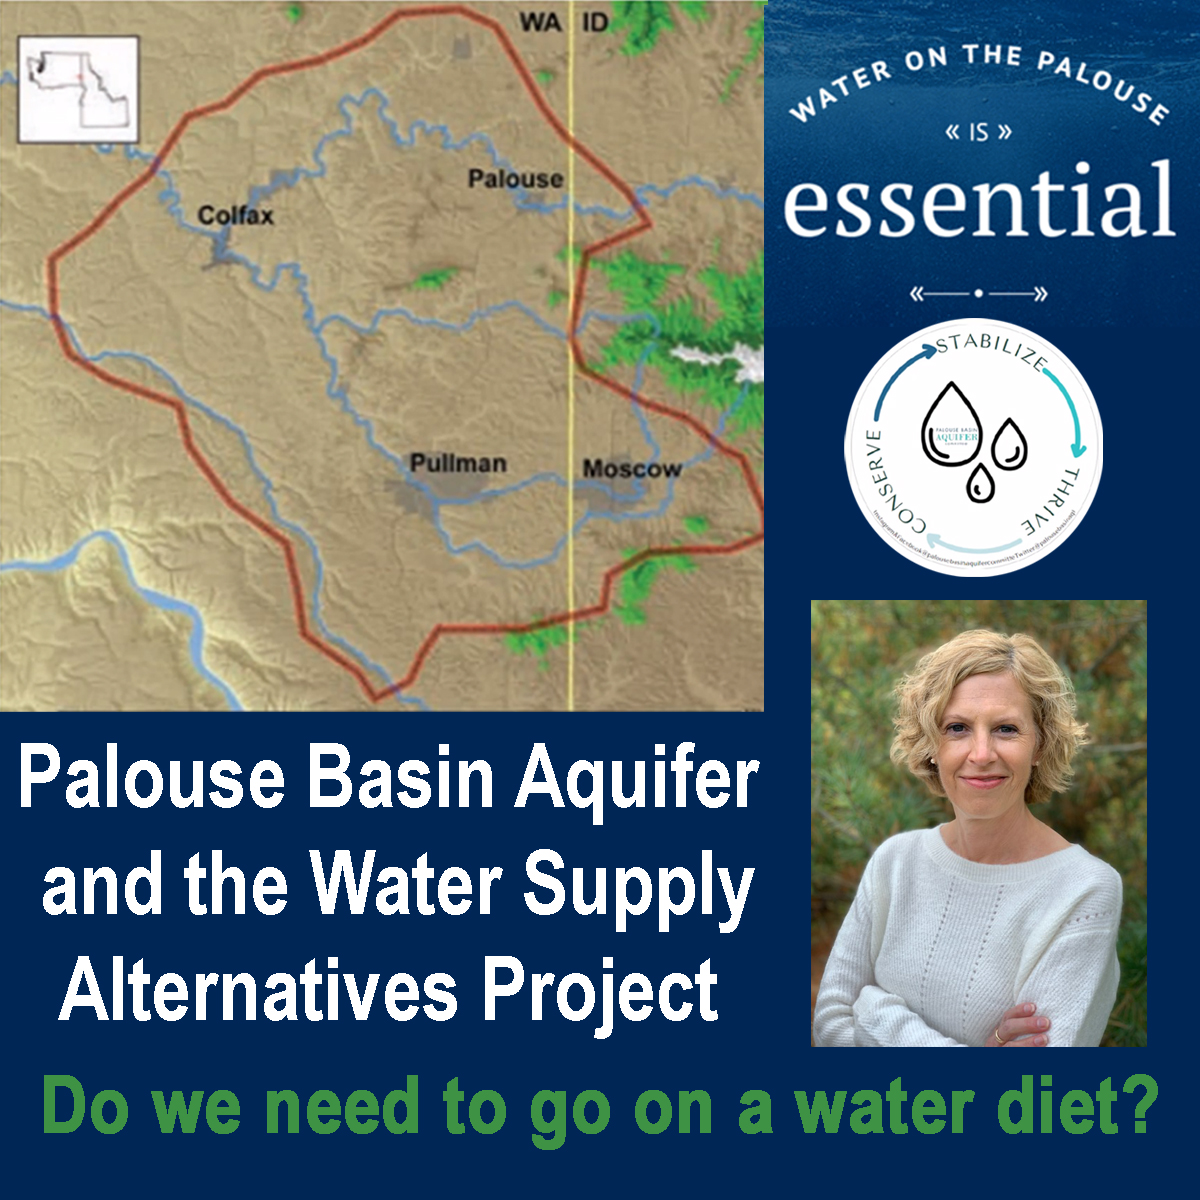 WA ID
Palouse
Colfax
Pullman
Moscow
WATER ON THE PALOUSE
« IS »
essential
STABILIZE
THRIVE
CONSERVE
PALOUSE BASIN
AQUIFER
Palouse Basin Aquifer
and the Water Supply
Alternatives Project
Do we need to go on a water diet?